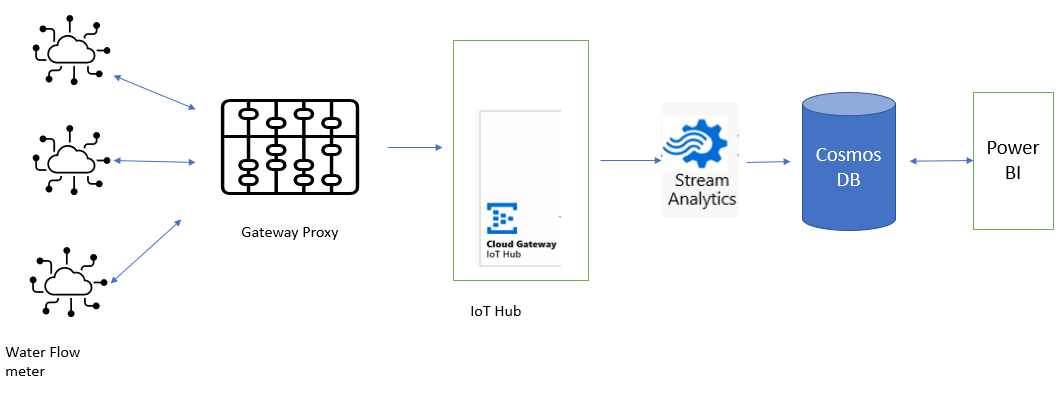 Water Flow
meter
Gateway Proxy
Cloud Gateway
IoT Hub
IoT Hub
Stream
Analytics
Cosmos
DB
Power
BI